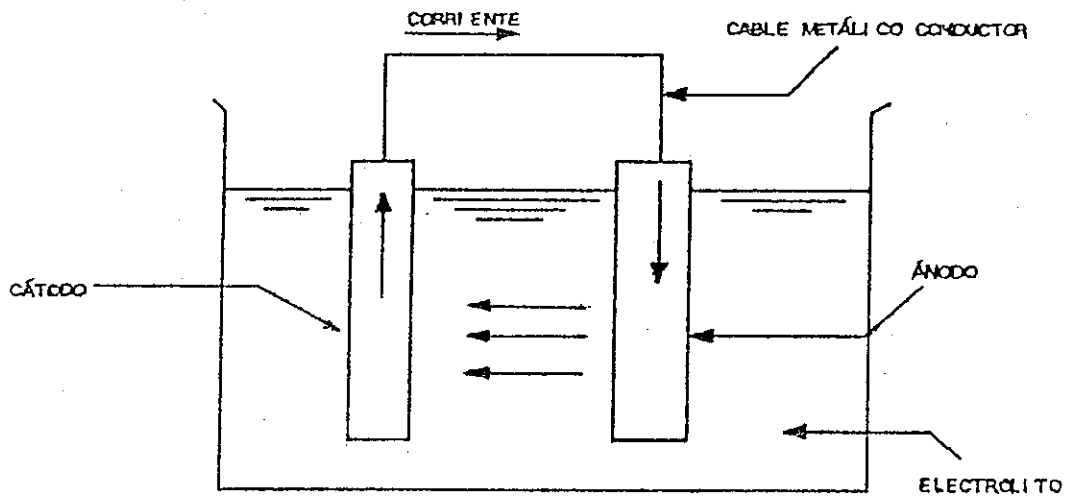 CORRIENTE
CABLE METÁLICO CONDUCTOR
CÁTODO
ÁNODO
ELECTROLITO